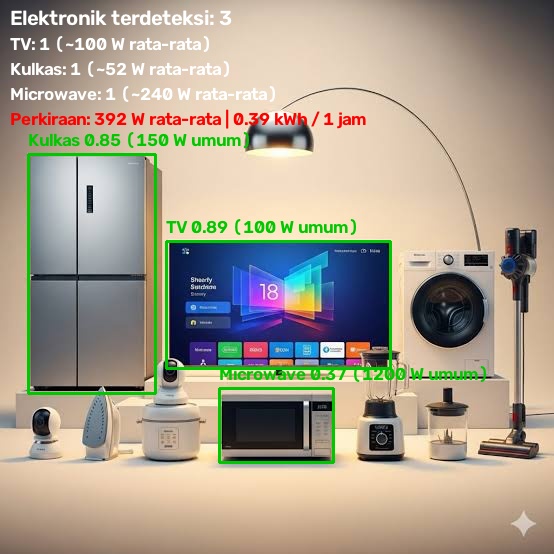 Elektronik terdeteksi: 3
TV: 1 (~100 W rata-rata)
Kulkas: 1 (~52 W rata-rata)
Microwave: 1 (~240 W rata-rata)
Perkiraan: 392 W rata-rata | 0.39 kWh / 1 jam
Kulkas 0.85 (150 W umum)
TV 0.89 (100 W umum)
18
Microwave 0.37 (1200 W umum)